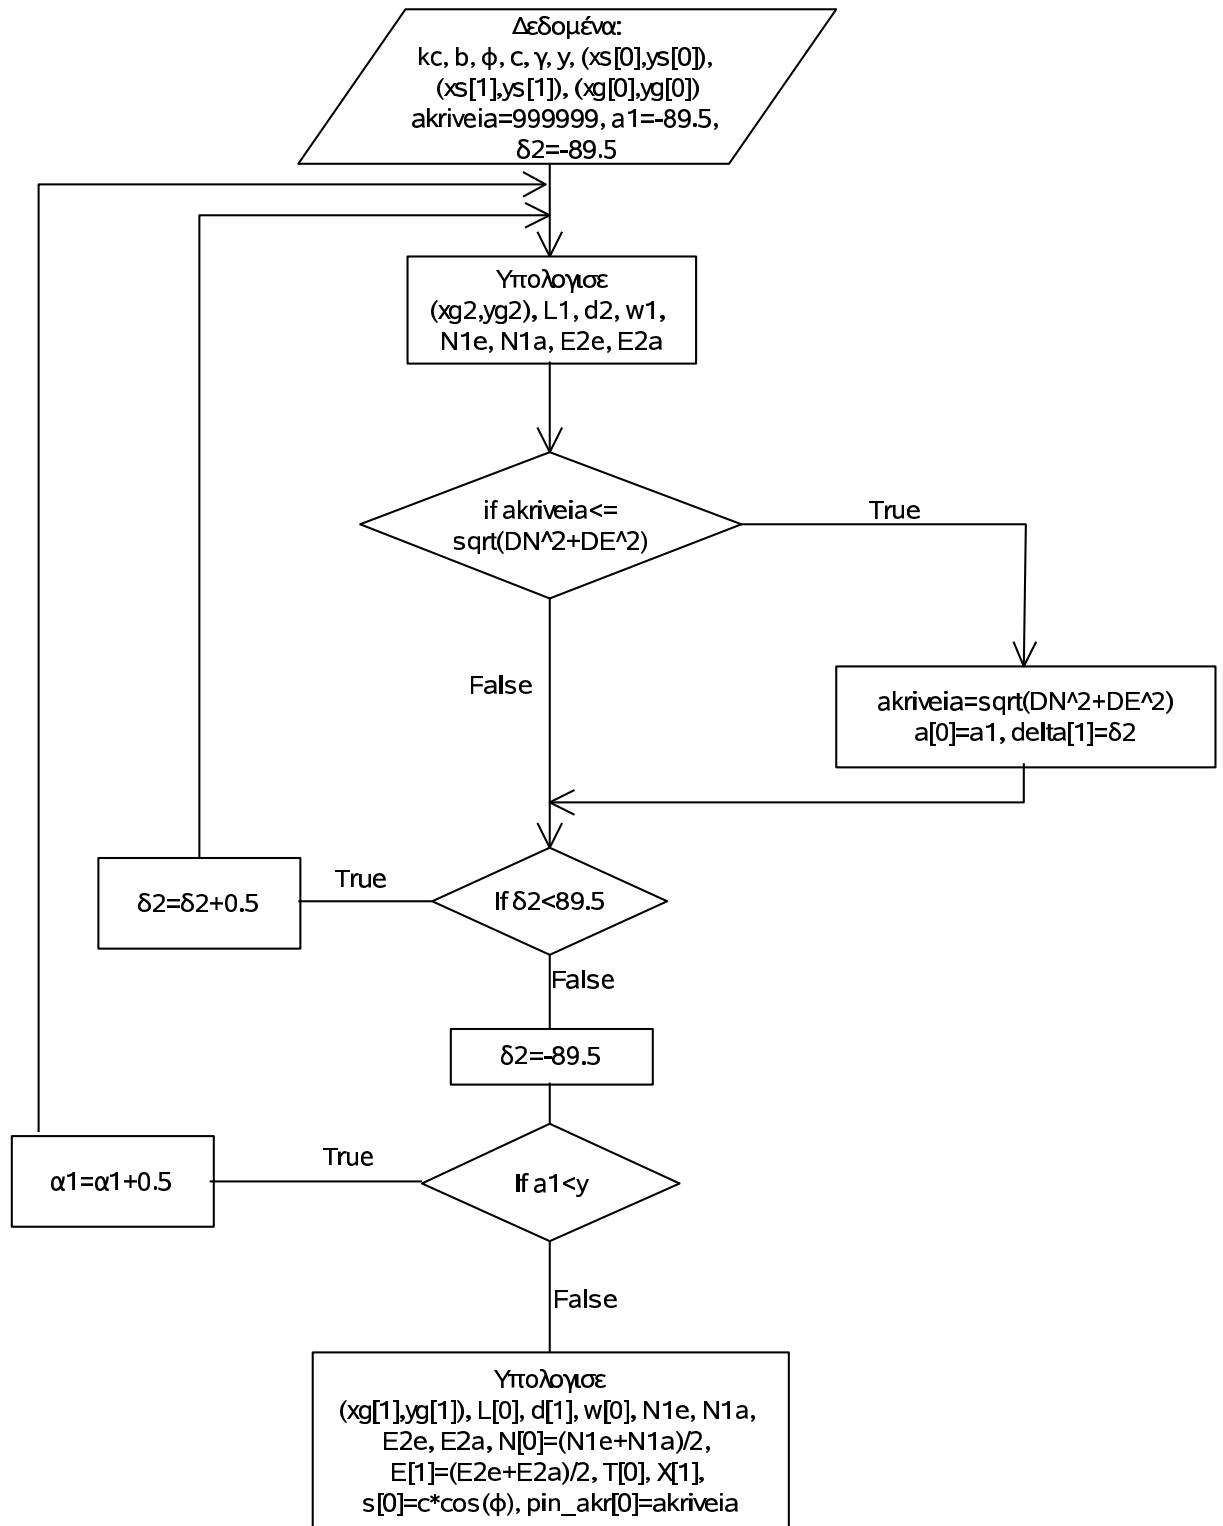 Δεδομένα:
kc, b, φ, c, γ, y, (xs[0],ys[0]),
(xs[1],ys[1]), (xg[0],yg[0])
akriveia=999999, a1=-89.5,
δ2=-89.5
Υπολογισε
(xg2,yg2), L1, d2, w1,
N1e, N1a, E2e, E2a
if akriveia<=
sqrt(DN^2+DE^2)
True
False
akriveia=sqrt(DN^2+DE^2)
a[0]=a1, delta[1]=δ2
If δ2<89.5
True
δ2=δ2+0.5
False
δ2=-89.5
If a1<y
True
α1=α1+0.5
False
Υπολογισε
(xg[1],yg[1]), L[0], d[1], w[0], N1e, N1a,
E2e, E2a, N[0]=(N1e+N1a)/2,
E[1]=(E2e+E2a)/2, T[0], X[1],
s[0]=c*cos(φ), pin_akr[0]=akriveia